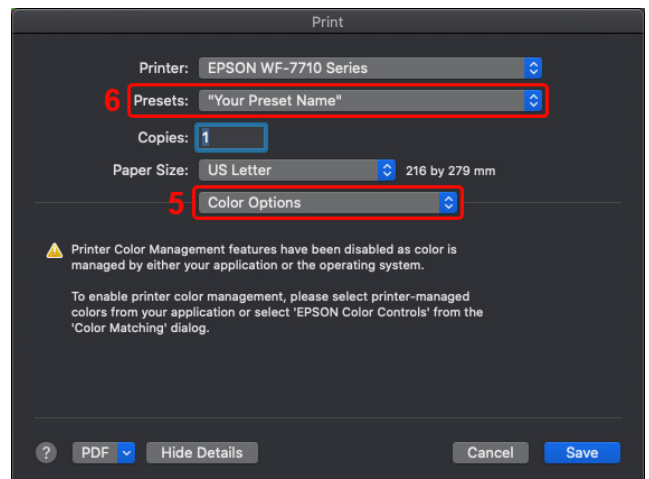 Print
Printer: EPSON WF-7710 Series
6 Presets: "Your Preset Name"
Copies: 1
Paper Size: US Letter 216 by 279 mm
5 Color Options
Printer Color Management features have been disabled as color is
managed by either your application or the operating system.
To enable printer color management, please select printer-managed
colors from your application or select 'EPSON Color Controls' from the
'Color Matching' dialog.
? PDF Hide Details Cancel Save